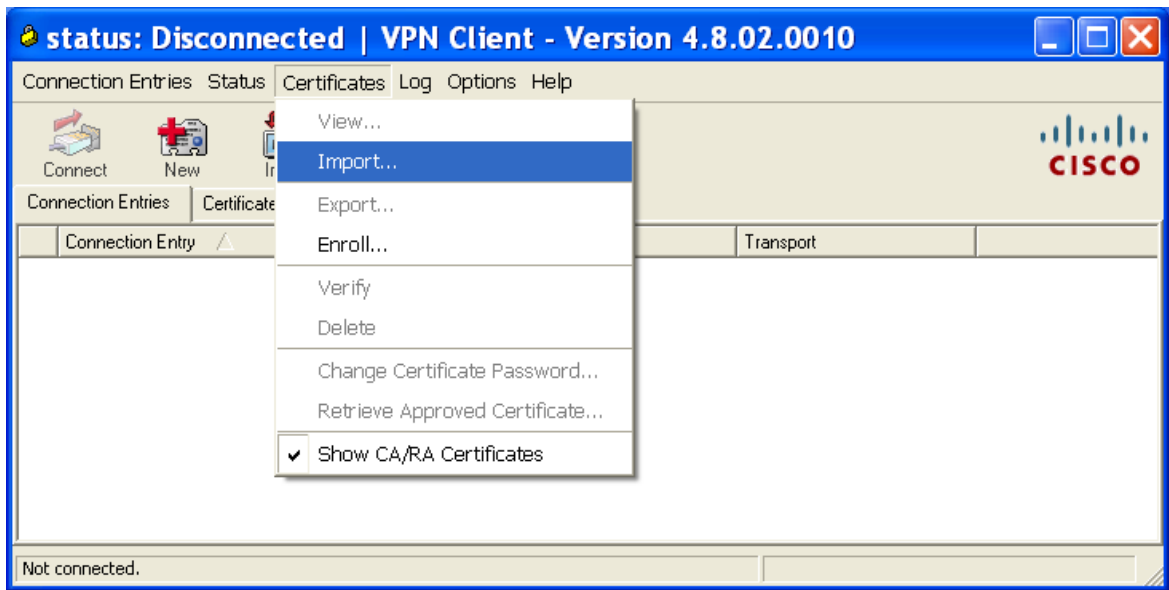 status: Disconnected | VPN Client - Version 4.8.02.0010
Connection Entries Status Certificates Log Options Help
Connect New
CISCO
Connection Entries Certificate
Connection Entry Transport
View...
Import...
Export...
Enroll...
Verify
Delete
Change Certificate Password...
Retrieve Approved Certificate...
Show CA/RA Certificates
Not connected.